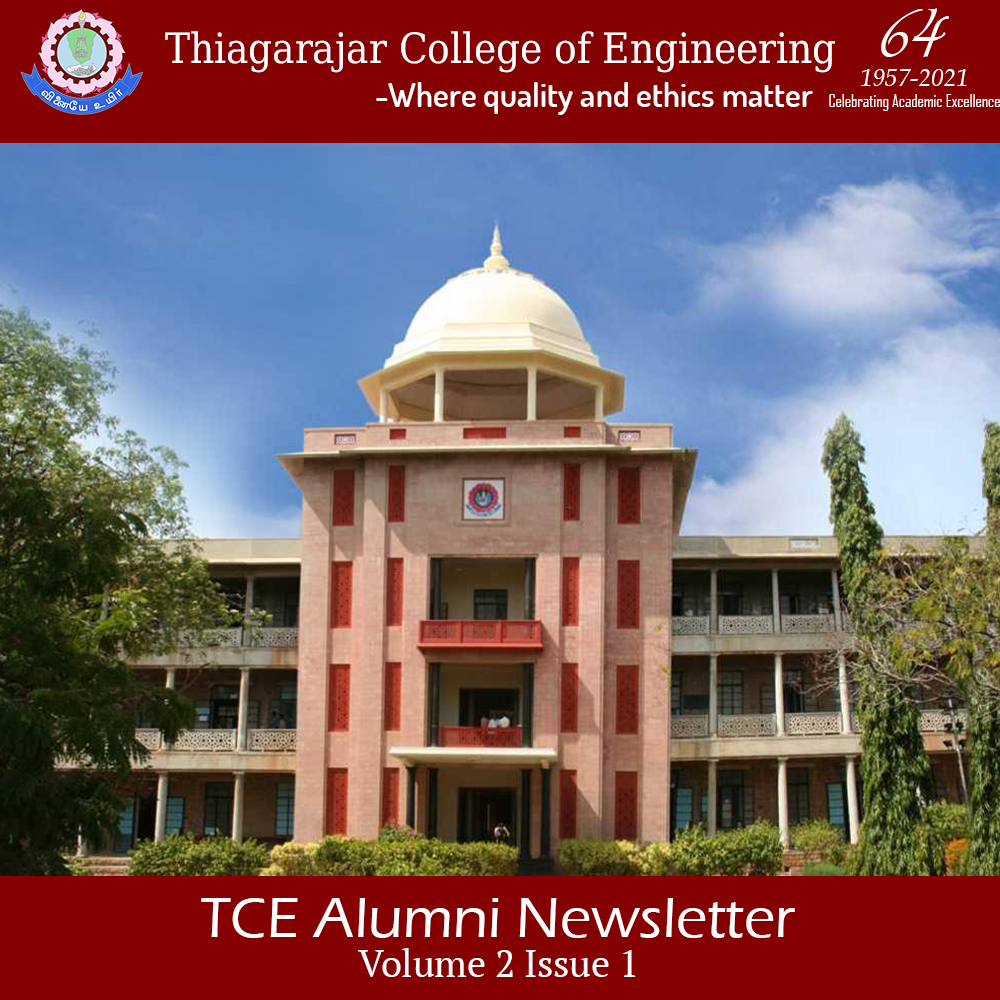 Thiagarajar College of Engineering
-Where quality and ethics matter
64
1957-2021
Celebrating Academic Excellence
வினையே உயிர்
TCE Alumni Newsletter
Volume 2 Issue 1